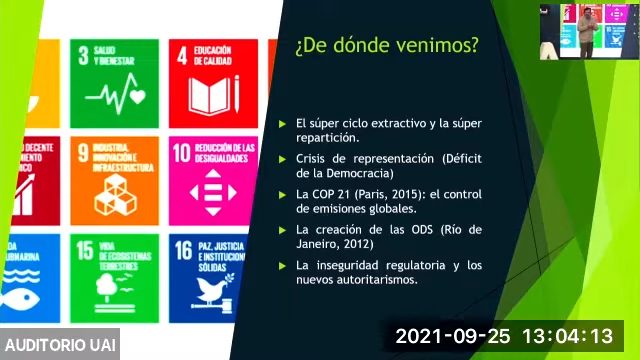 ¿De dónde venimos?
El súper ciclo extractivo y la súper
repartición.
Crisis de representación (Déficit
de la Democracia)
La COP 21 (Paris, 2015): el control
de emisiones globales.
La creación de las ODS (Río de
Janeiro, 2012)
La inseguridad regulatoria y los
nuevos autoritarismos.
3 SALUD
Y BIENESTAR
4 EDUCACIÓN
DE CALIDAD
O DECENTE
MIENTO
9 INDUSTRIA,
INNOVACIÓN E
INFRAESTRUCTURA
10 REDUCCIÓN DE LAS
DESIGUALDADES
UBMARINA
15 VIDA
DE ECOSISTEMAS
TERRESTRES
16 PAZ, JUSTICIA
E INSTITUCIONES
SÓLIDAS
AUDITORIO UAI
2021-09-25 13:04:13